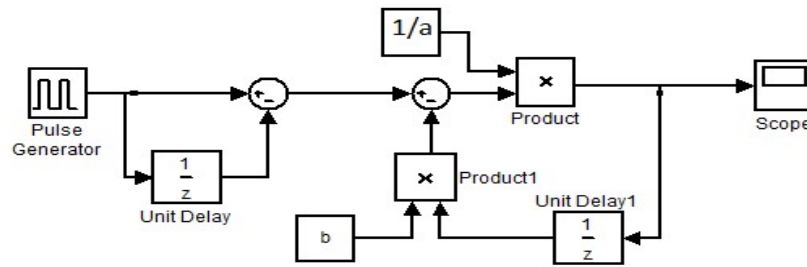 1/a
Pulse
Generator
1
z
Unit Delay
+
-
+
-
×
Product
Scope
×
Product1
b
Unit Delay1
1
z